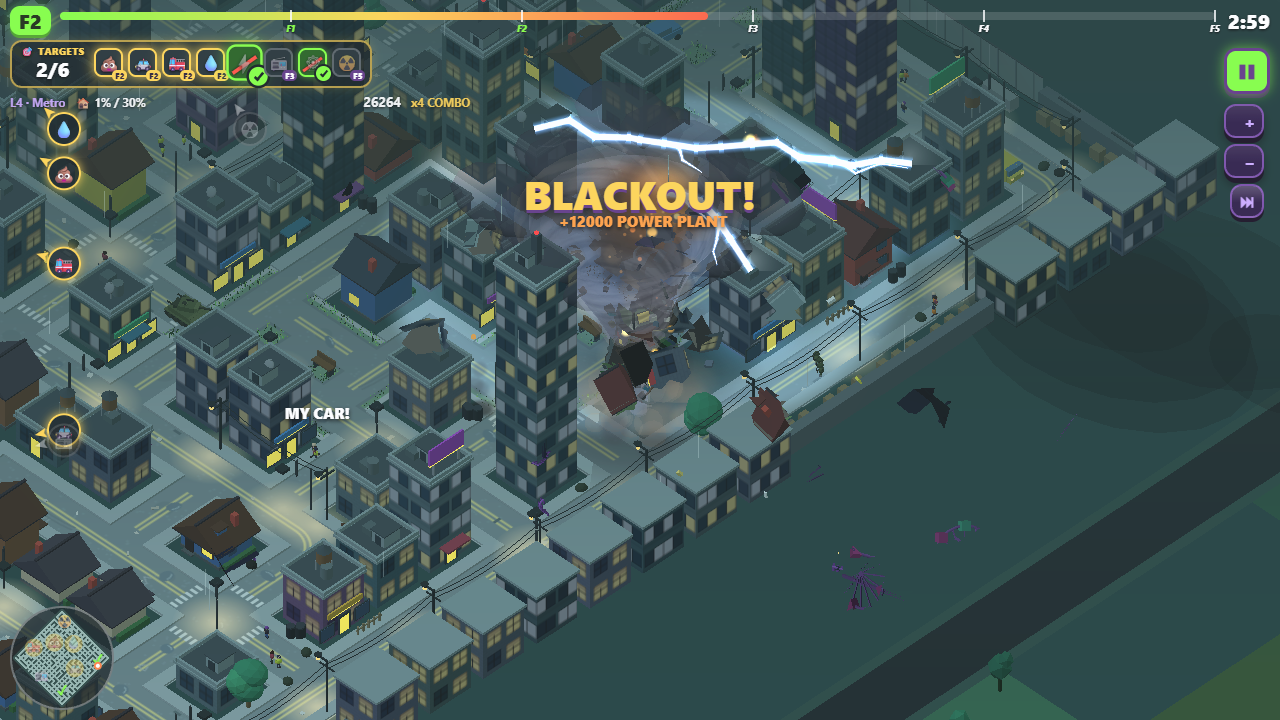 F2
F1
F2
F3
F4
F5
2:59
TARGETS
2/6
F2
F2
F2
F2
F3
F5
L4 · Metro
1% / 30%
26264
x4 COMBO
+
−
BLACKOUT!
+12000 POWER PLANT
MY CAR!